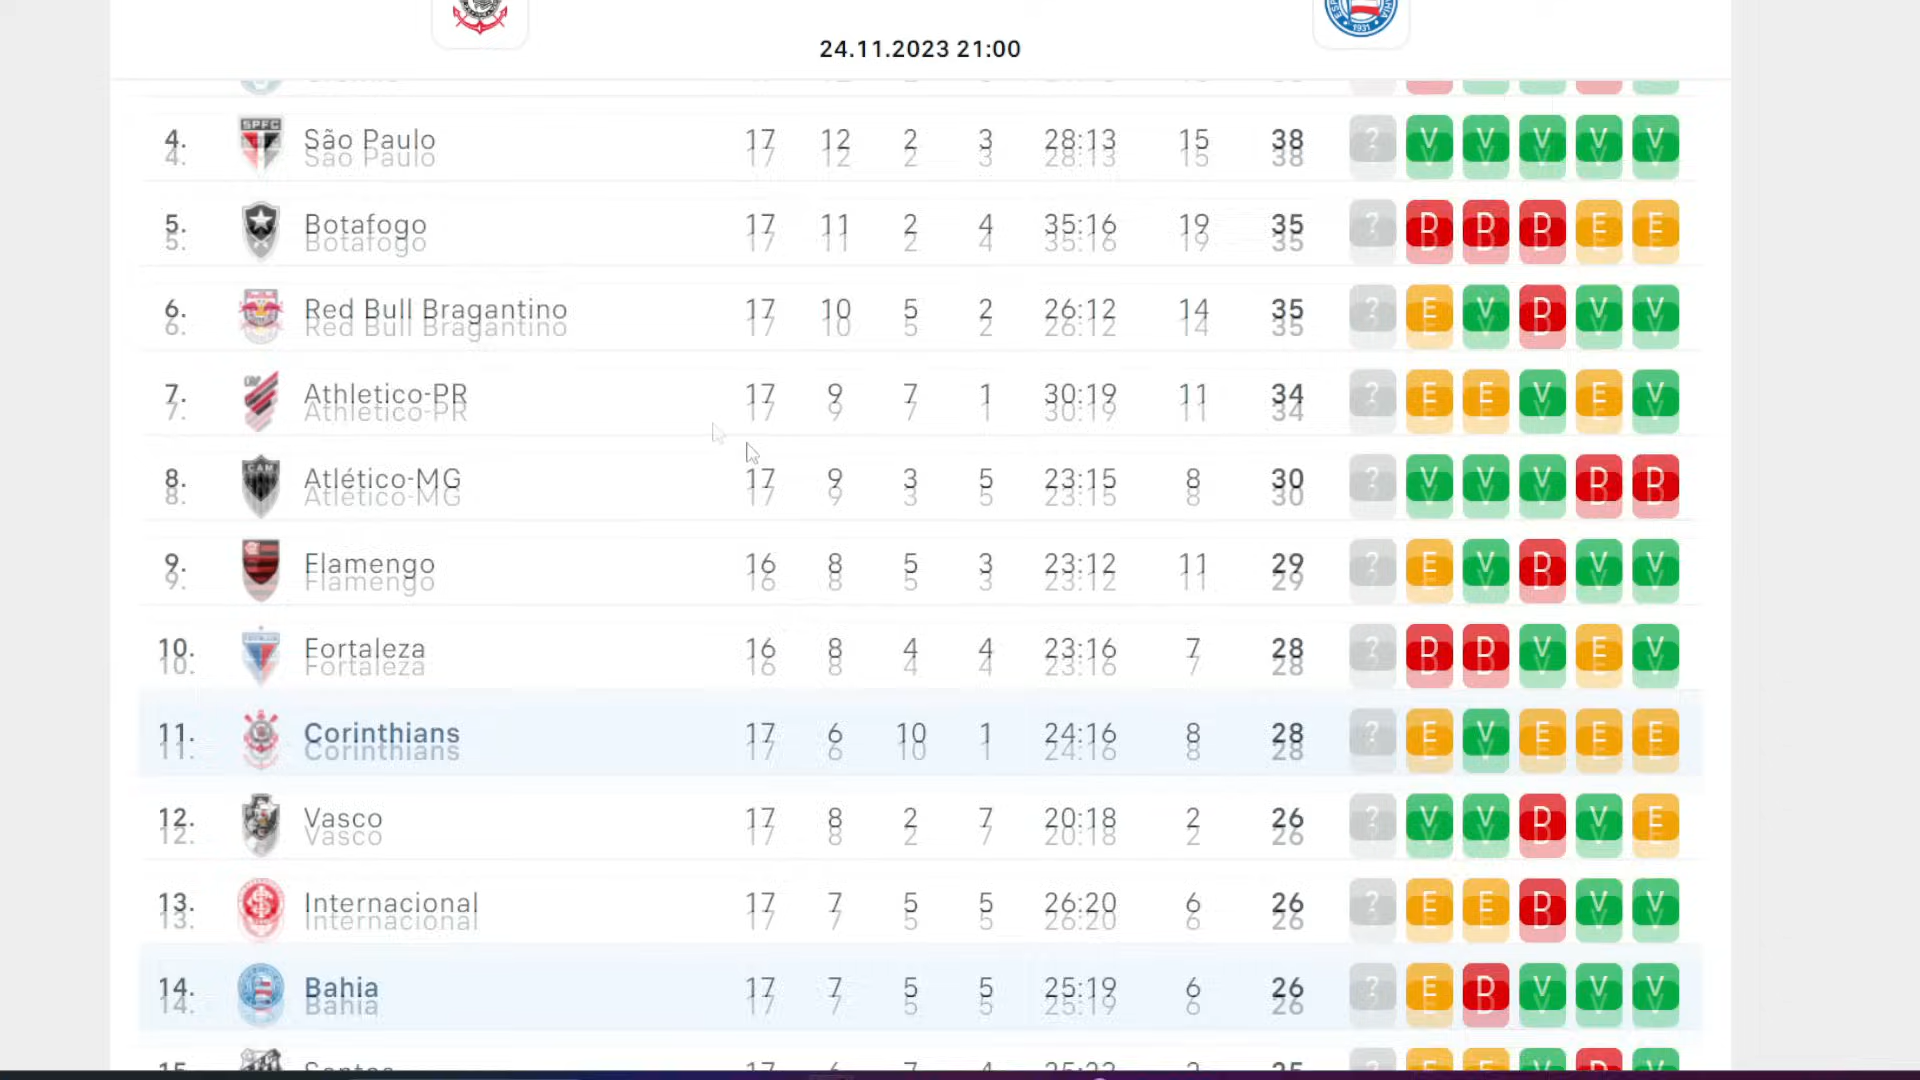 24.11.2023 21:00
4. São Paulo 17 12 2 3 28:13 15 38 ? V V V V V
5. Botafogo 17 11 2 4 35:16 19 35 ? D D D E E
6. Red Bull Bragantino 17 10 5 2 26:12 14 35 ? E V D V V
7. Athletico-PR 17 9 7 1 30:19 11 34 ? E E V E V
8. Atlético-MG 17 9 3 5 23:15 8 30 ? V V V D D
9. Flamengo 16 8 5 3 23:12 11 29 ? E V D V V
10. Fortaleza 16 8 4 4 23:16 7 28 ? D D V E V
11. Corinthians 17 6 10 1 24:16 8 28 ? E V E E E
12. Vasco 17 8 2 7 20:18 2 26 ? V V D V E
13. Internacional 17 7 5 5 26:20 6 26 ? E E D V V
14. Bahia 17 7 5 5 25:19 6 26 ? E D V V V
15. Santos 17